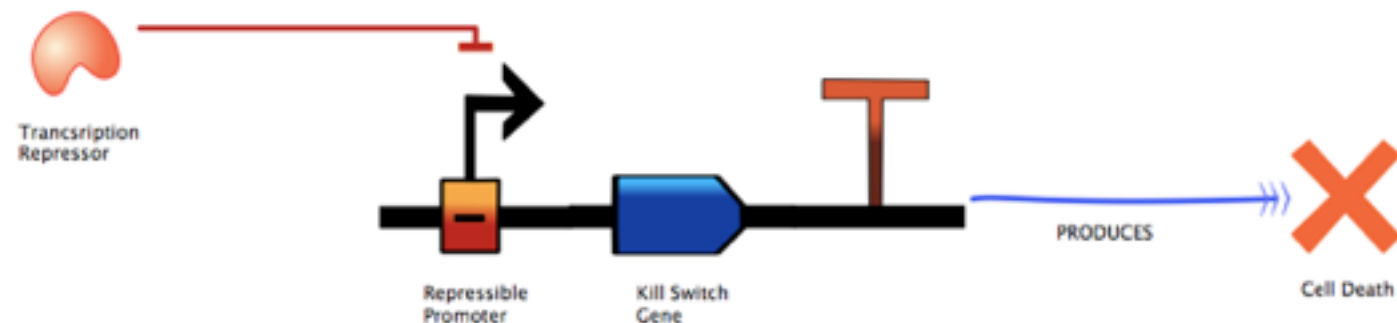 Trancsription
Repressor
PRODUCES
Repressible
Promoter
Kill Switch
Gene
Cell Death